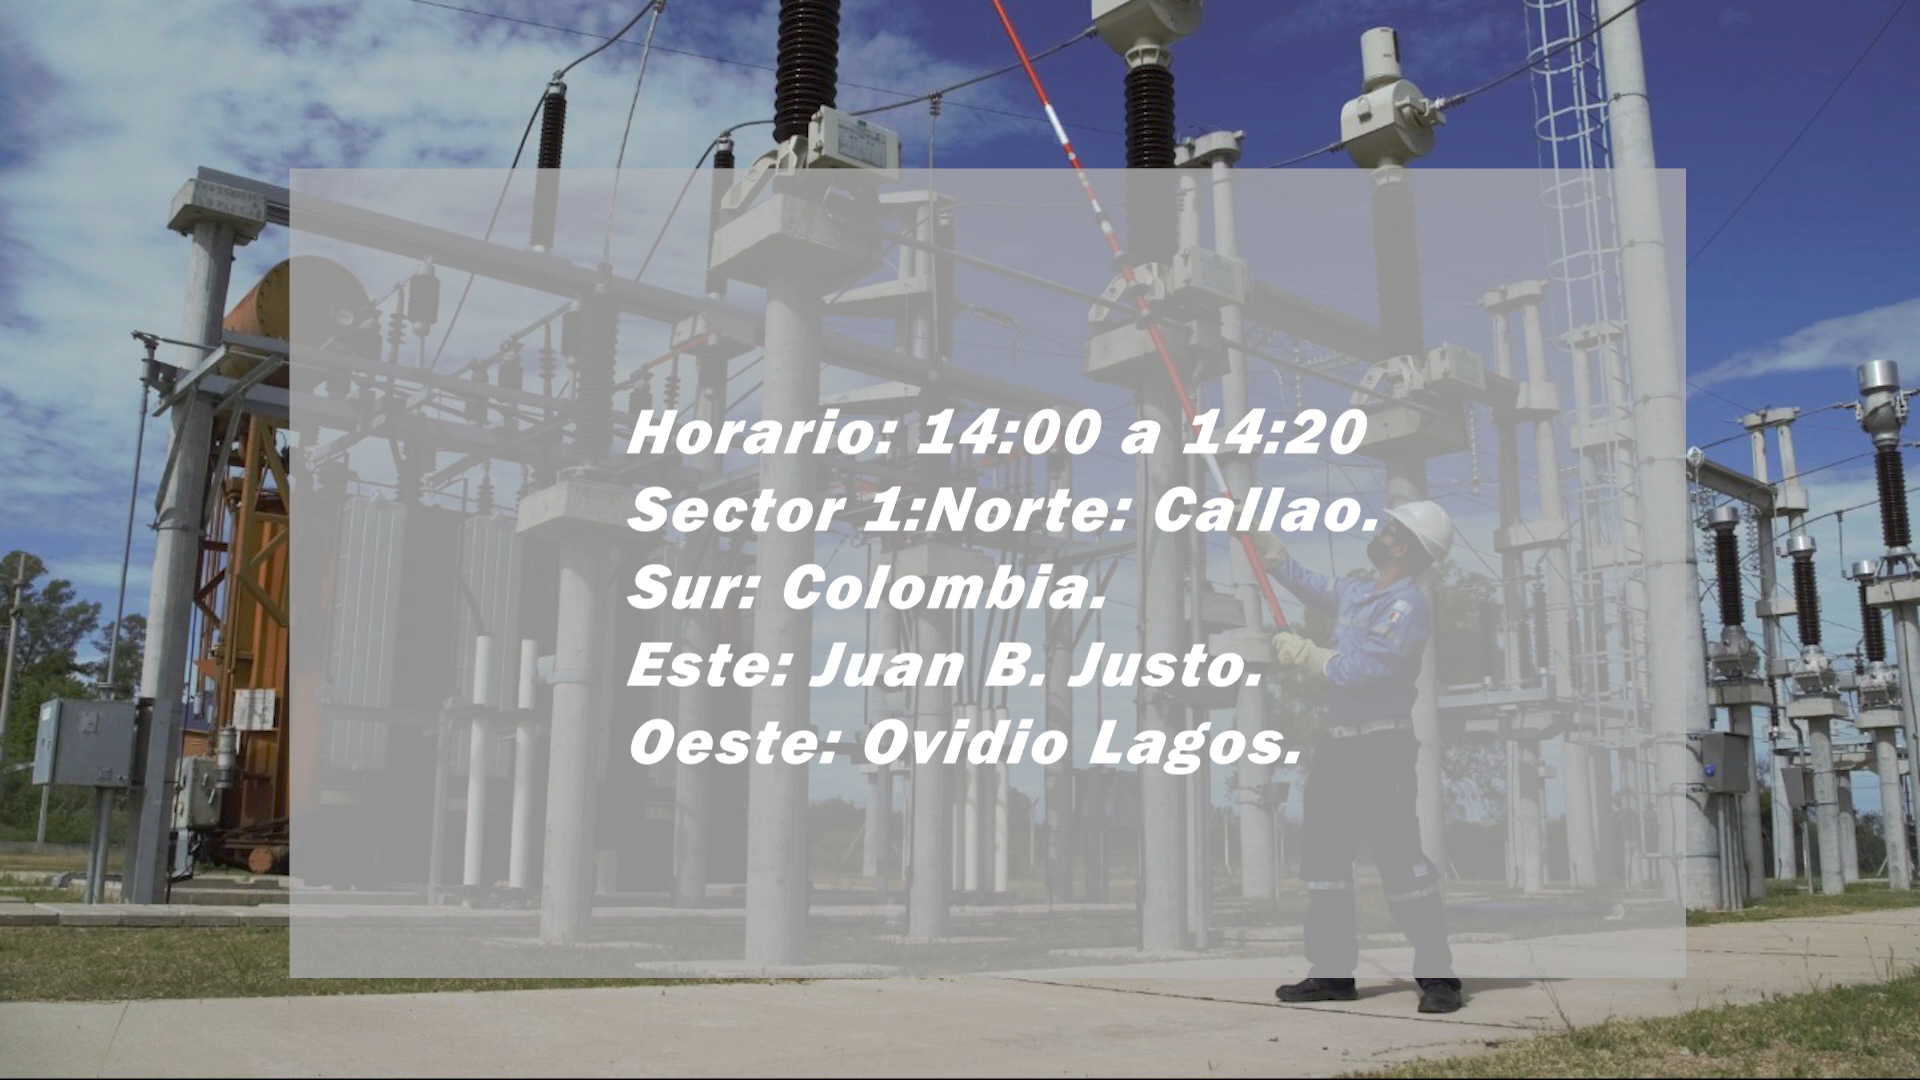 Horario: 14:00 a 14:20
Sector 1:Norte: Callao.
Sur: Colombia.
Este: Juan B. Justo.
Oeste: Ovidio Lagos.